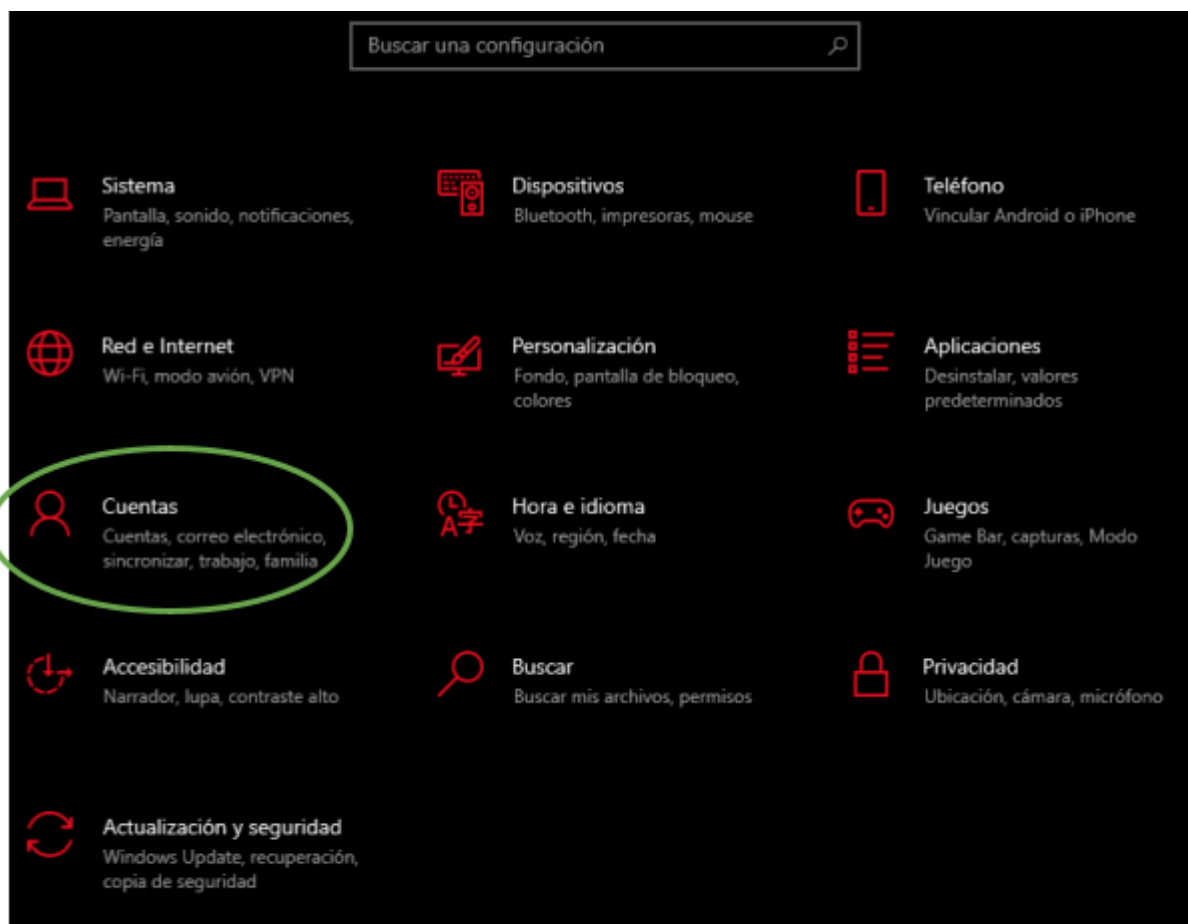 Buscar una configuración
Sistema
Pantalla, sonido, notificaciones,
energía
Dispositivos
Bluetooth, impresoras, mouse
Teléfono
Vincular Android o iPhone
Red e Internet
Wi-Fi, modo avión, VPN
Personalización
Fondo, pantalla de bloqueo,
colores
Aplicaciones
Desinstalar, valores
predeterminados
Cuentas
Cuentas, correo electrónico,
sincronizar, trabajo, familia
Hora e idioma
Voz, región, fecha
Juegos
Game Bar, capturas, Modo
Juego
Accesibilidad
Narrador, lupa, contraste alto
Buscar
Buscar mis archivos, permisos
Privacidad
Ubicación, cámara, micrófono
Actualización y seguridad
Windows Update, recuperación,
copia de seguridad